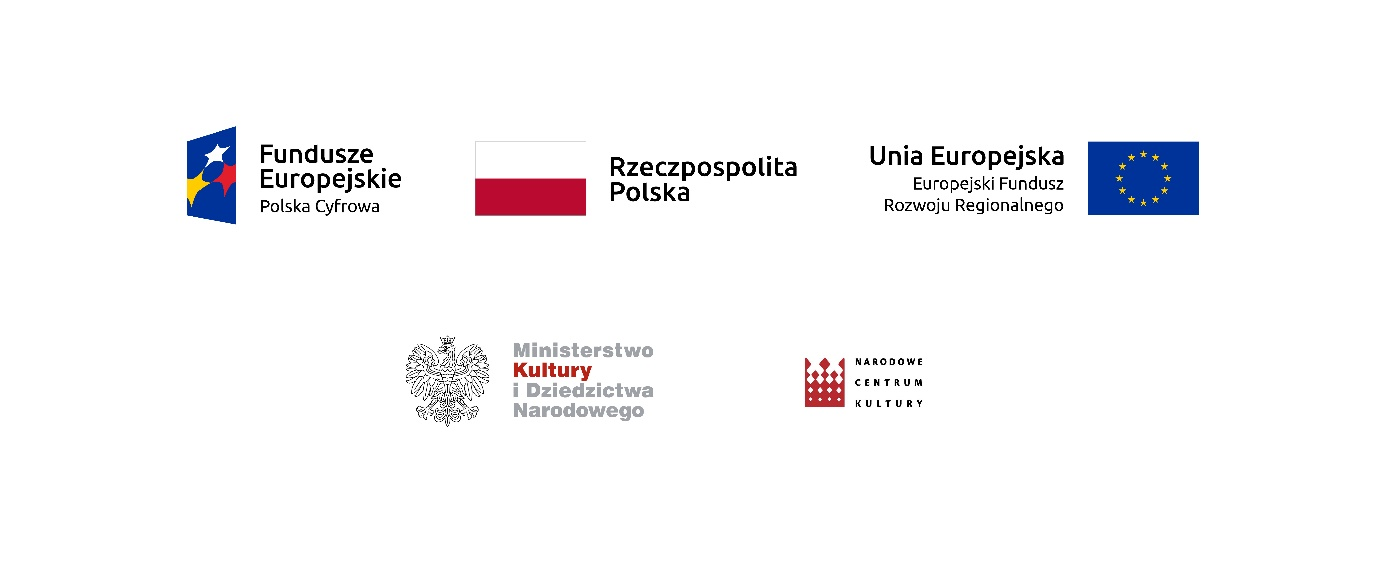 Fundusze
Europejskie
Polska Cyfrowa
Rzeczpospolita
Polska
Unia Europejska
Europejski Fundusz
Rozwoju Regionalnego
Ministerstwo
Kultury
i Dziedzictwa
Narodowego
NARODOWE
CENTRUM
KULTURY